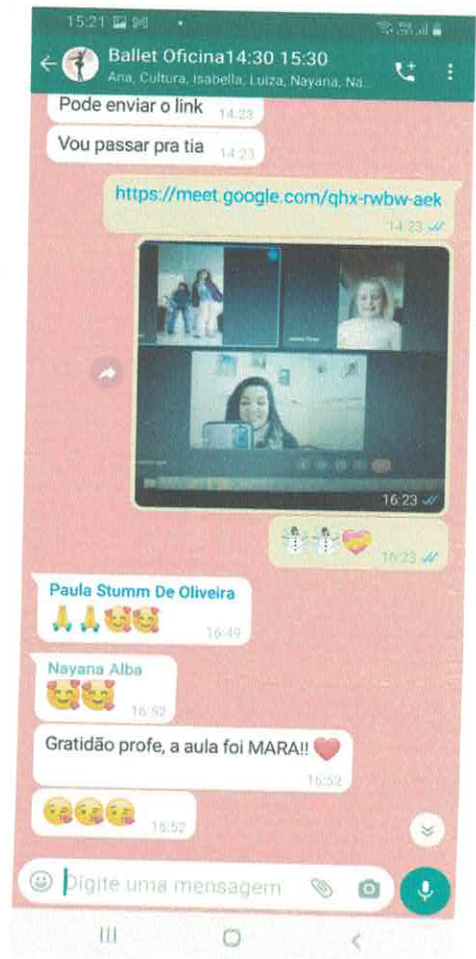 15:21
Ballet Oficina14:30 15:30
Ana, Cultura, Isabella, Luiza, Nayana, Na...
Pode enviar o link 14:23
Vou passar pra tia 14:23
https://meet.google.com/qhx-rwbw-aek
14:23
16:23
16:23
Paula Stumm De Oliveira
16:49
Nayana Alba
16:52
Gratidão profe, a aula foi MARA!!
16:52
16:52
Digite uma mensagem